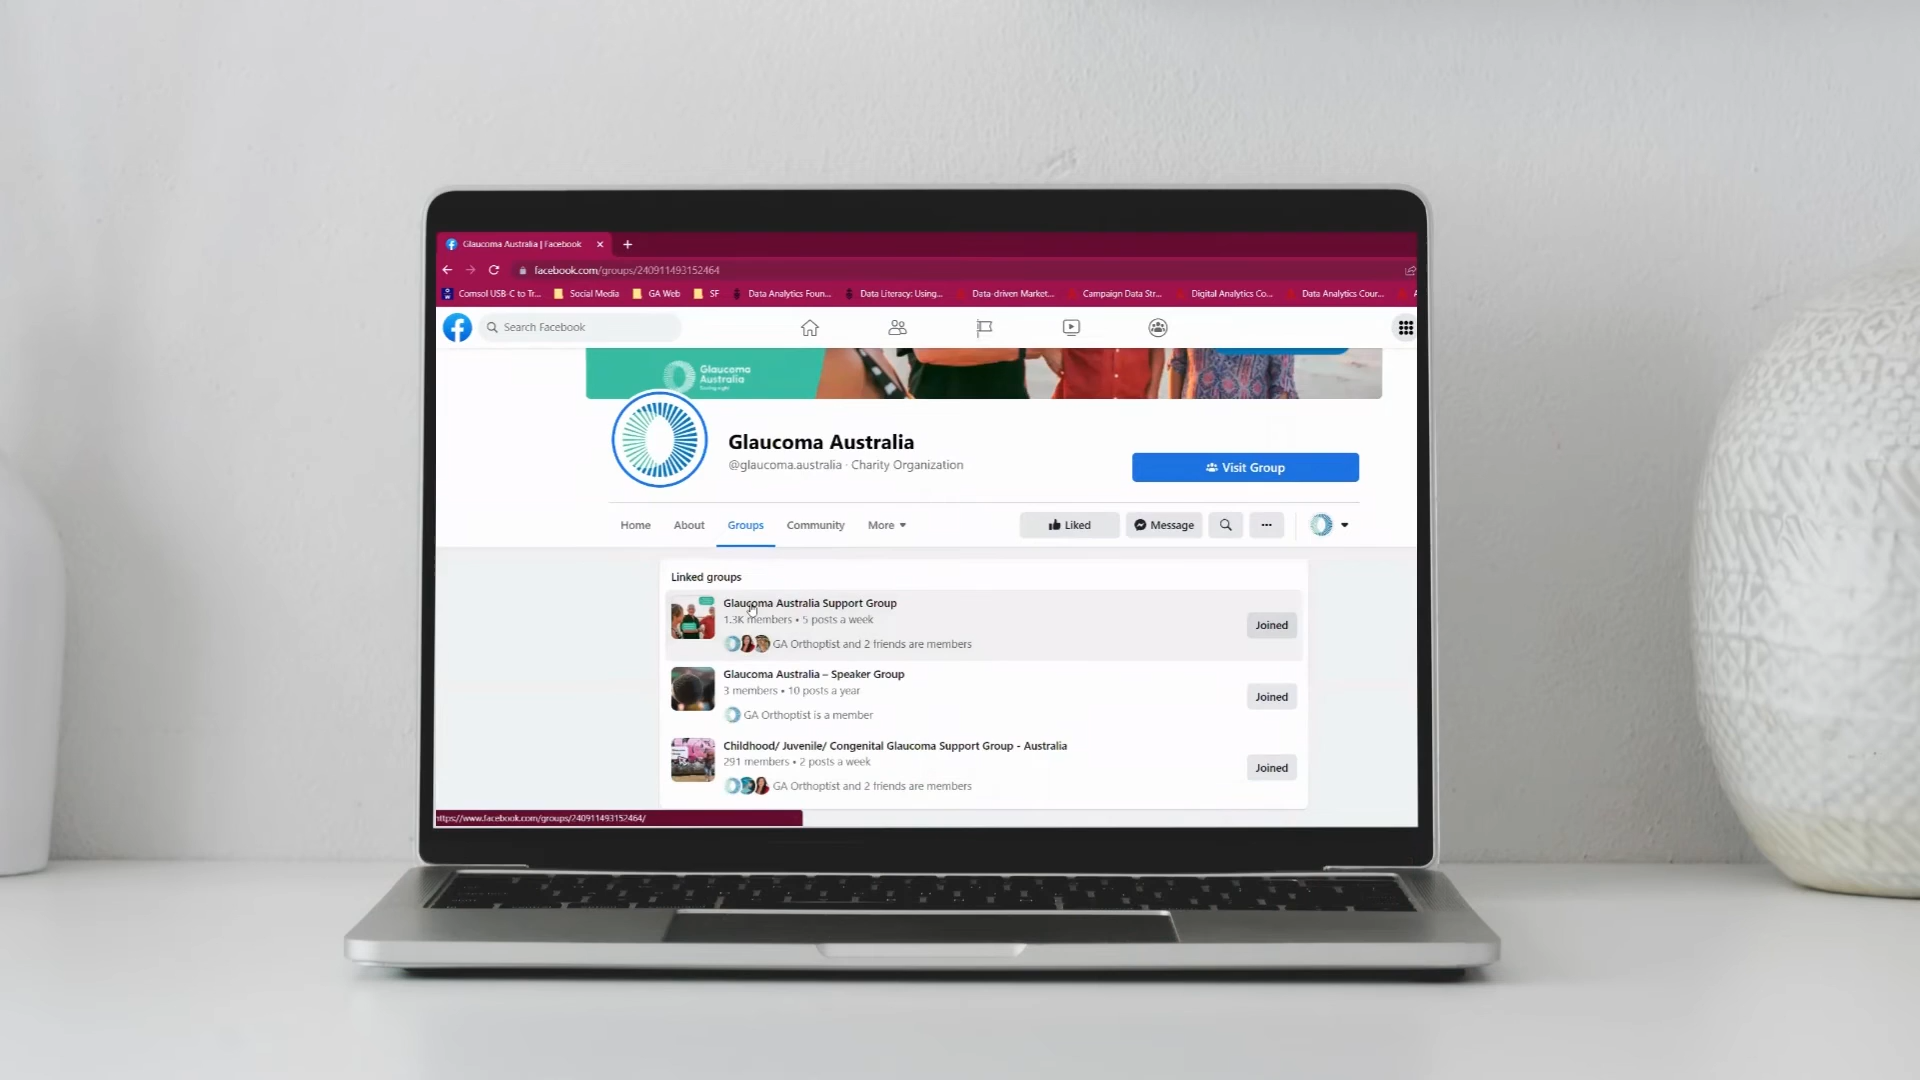 Glaucoma Australia | Facebook
facebook.com/groups/240911493152464
Comsol USB-C to Tr... Social Media GA Web SF Data Analytics Foun... Data Literacy: Using... Data-driven Market... Campaign Data Str... Digital Analytics Co... Data Analytics Cour...
Search Facebook
Glaucoma
Australia
Glaucoma Australia
@glaucoma.australia · Charity Organization
Visit Group
Home About Groups Community More Liked Message
Linked groups
Glaucoma Australia Support Group
1.3K members • 5 posts a week
GA Orthoptist and 2 friends are members
Joined
Glaucoma Australia – Speaker Group
3 members • 10 posts a year
GA Orthoptist is a member
Joined
Childhood/ Juvenile/ Congenital Glaucoma Support Group - Australia
291 members • 2 posts a week
GA Orthoptist and 2 friends are members
Joined
https://www.facebook.com/groups/240911493152464/